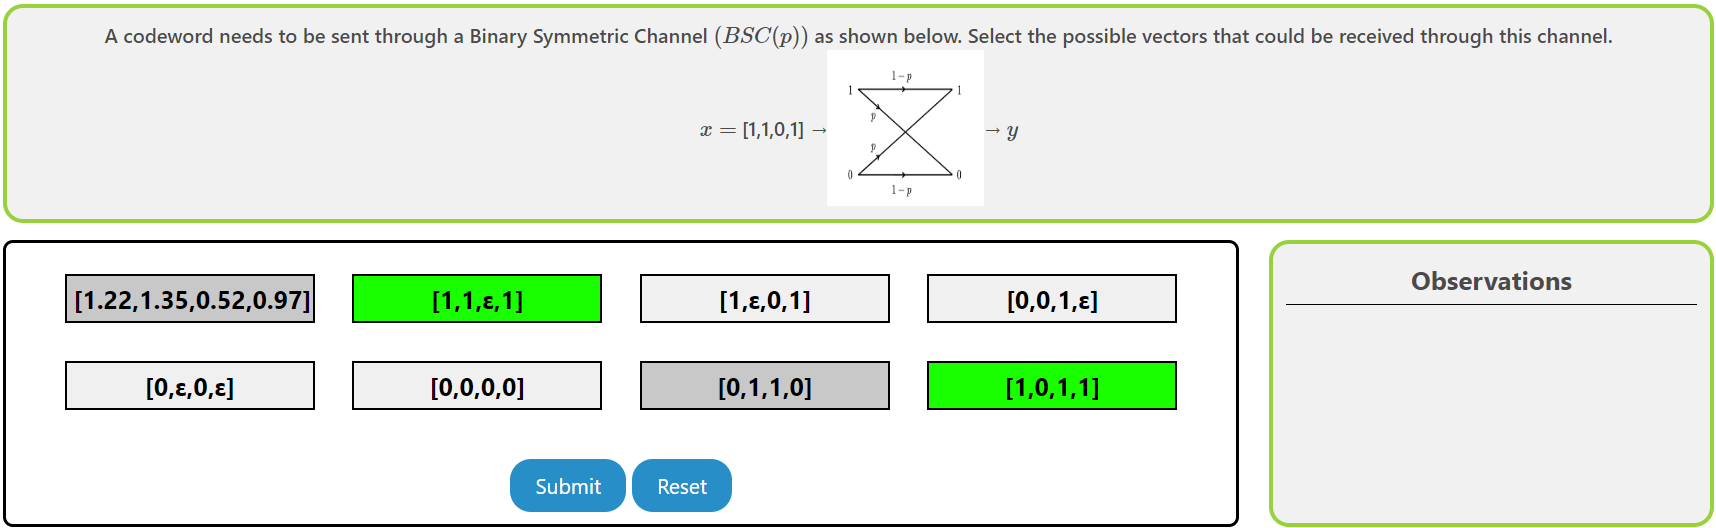 A codeword needs to be sent through a Binary Symmetric Channel (BSC(p)) as shown below. Select the possible vectors that could be received through this channel.
1 − p
1 1
p
x = [1,1,0,1] → → y
p
0 0
1 − p
[1.22,1.35,0.52,0.97] [1,1,ε,1] [1,ε,0,1] [0,0,1,ε]
[0,ε,0,ε] [0,0,0,0] [0,1,1,0] [1,0,1,1]
Submit Reset
Observations